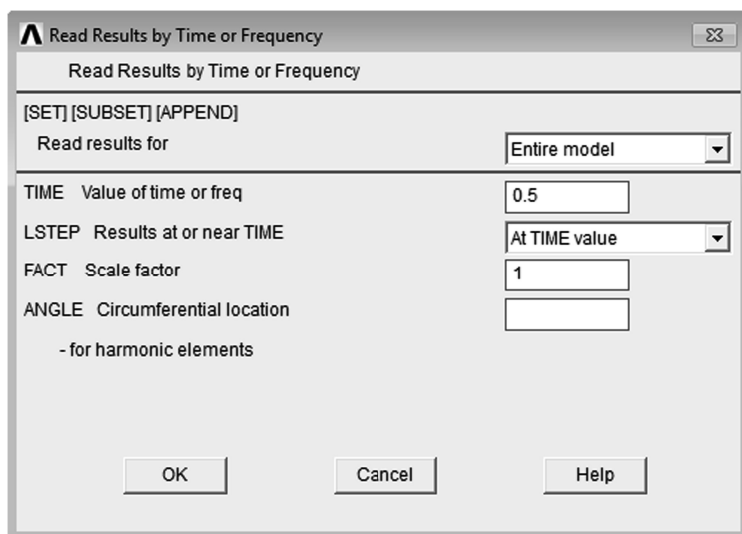 Read Results by Time or Frequency
Read Results by Time or Frequency
[SET] [SUBSET] [APPEND]
Read results for Entire model
TIME Value of time or freq 0.5
LSTEP Results at or near TIME At TIME value
FACT Scale factor 1
ANGLE Circumferential location
- for harmonic elements
OK Cancel Help